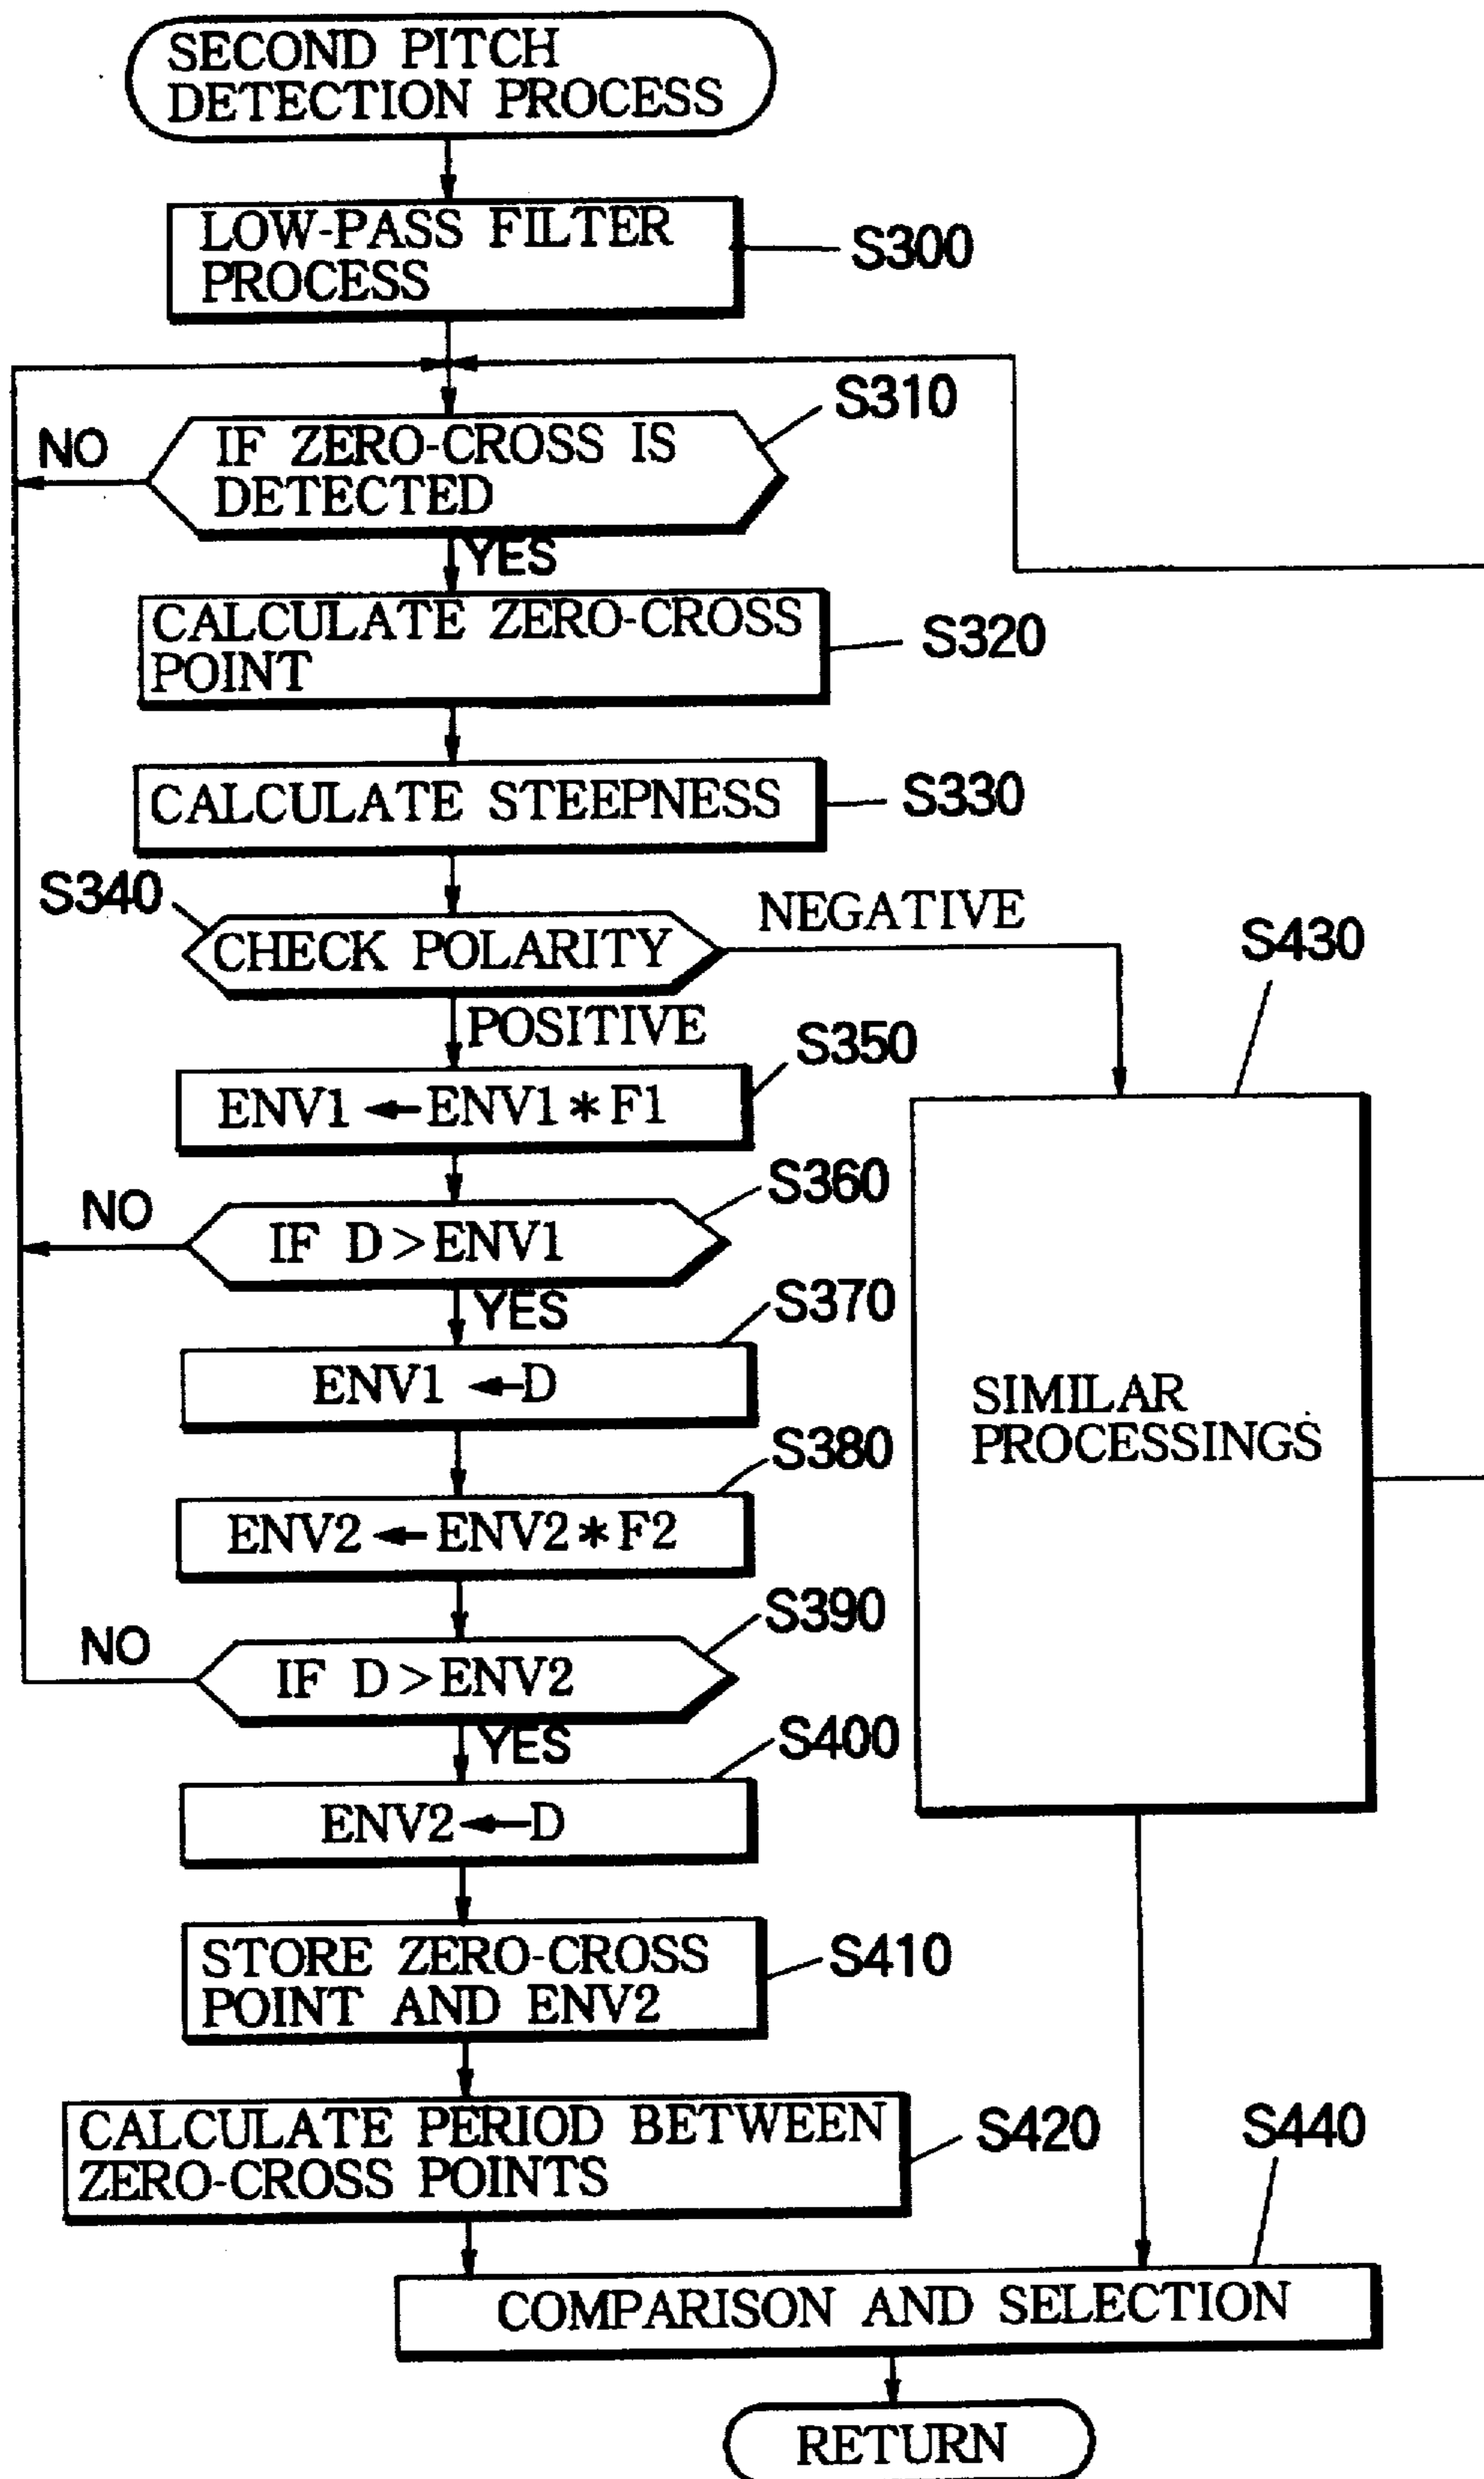 SECOND PITCH
DETECTION PROCESS
LOW-PASS FILTER
PROCESS
S300
S310
NO
IF ZERO-CROSS IS
DETECTED
YES
CALCULATE ZERO-CROSS
POINT
S320
CALCULATE STEEPNESS
S330
S340
CHECK POLARITY
NEGATIVE
S430
POSITIVE
S350
ENV1 ← ENV1 * F1
S360
NO
IF D > ENV1
YES
S370
ENV1 ← D
SIMILAR
PROCESSINGS
S380
ENV2 ← ENV2 * F2
S390
NO
IF D > ENV2
YES
S400
ENV2 ← D
STORE ZERO-CROSS
POINT AND ENV2
S410
CALCULATE PERIOD BETWEEN
ZERO-CROSS POINTS
S420
S440
COMPARISON AND SELECTION
RETURN